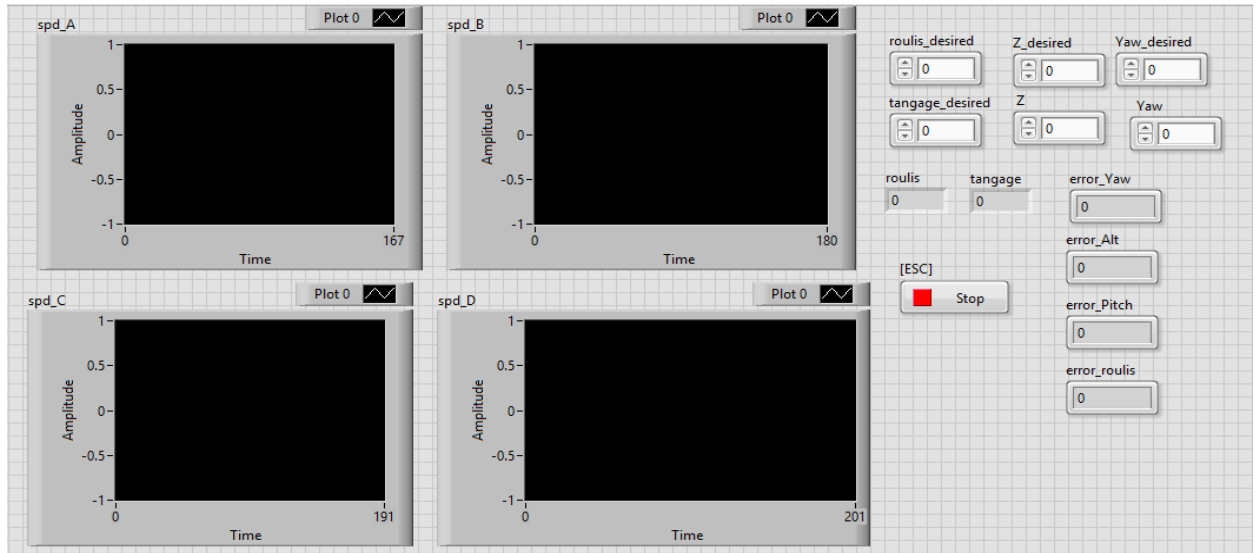 spd_A
Plot 0
1
0.5
0
-0.5
-1
Amplitude
0
167
Time
spd_B
Plot 0
1
0.5
0
-0.5
-1
Amplitude
0
180
Time
roulis_desired
0
Z_desired
0
Yaw_desired
0
tangage_desired
0
Z
0
Yaw
0
roulis
0
tangage
0
error_Yaw
0
error_Alt
0
[ESC]
Stop
error_Pitch
0
error_roulis
0
spd_C
Plot 0
1
0.5
0
-0.5
-1
Amplitude
0
191
Time
spd_D
Plot 0
1
0.5
0
-0.5
-1
Amplitude
0
201
Time